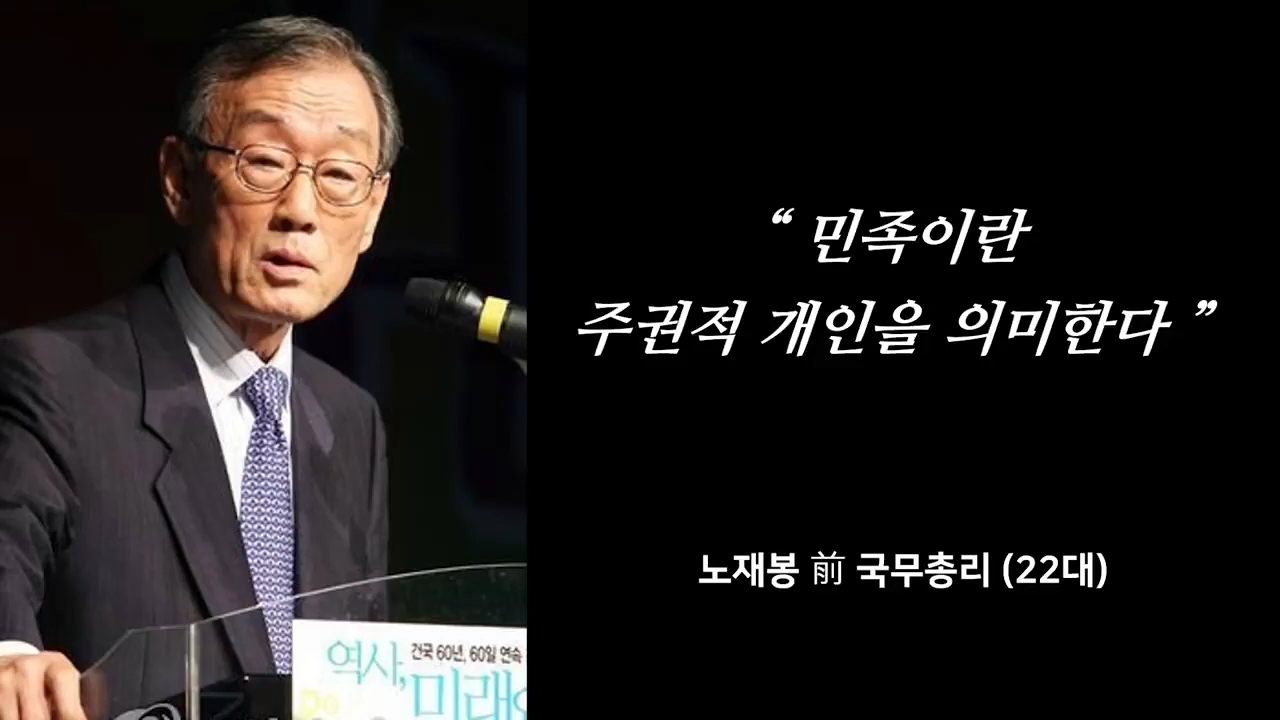 “ 민족이란
주권적 개인을 의미한다 ”
노재봉 前 국무총리 (22대)
건국 60년, 60일 연속
역사,